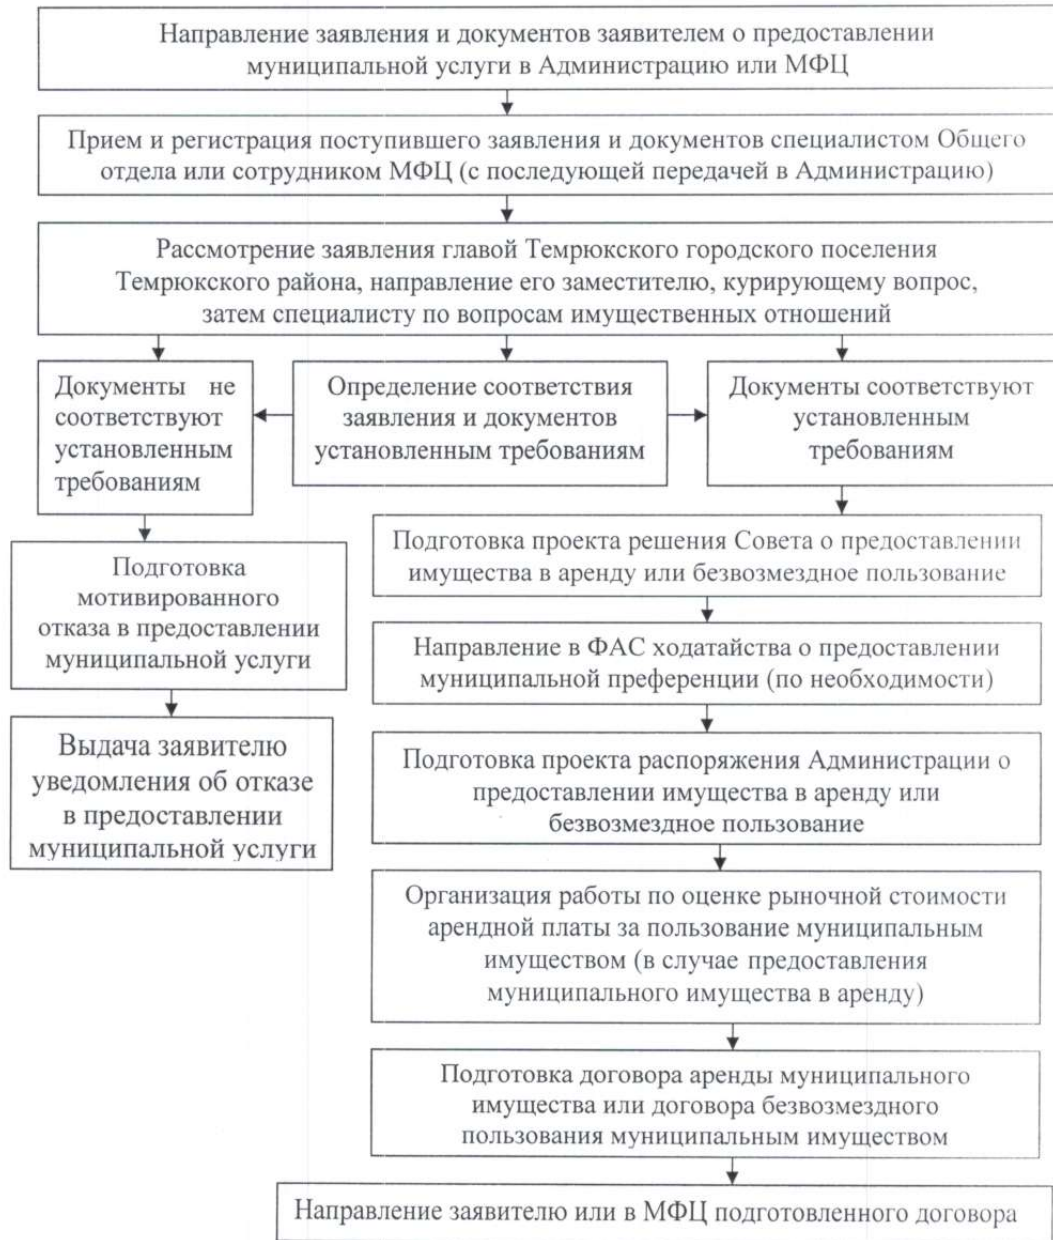 Направление заявления и документов заявителем о предоставлении
муниципальной услуги в Администрацию или МФЦ
Прием и регистрация поступившего заявления и документов специалистом Общего
отдела или сотрудником МФЦ (с последующей передачей в Администрацию)
Рассмотрение заявления главой Темрюкского городского поселения
Темрюкского района, направление его заместителю, курирующему вопрос,
затем специалисту по вопросам имущественных отношений
Документы не
соответствуют
установленным
требованиям
Определение соответствия
заявления и документов
установленным требованиям
Документы соответствуют
установленным
требованиям
Подготовка
мотивированного
отказа в предоставлении
муниципальной услуги
Выдача заявителю
уведомления об отказе
в предоставлении
муниципальной услуги
Подготовка проекта решения Совета о предоставлении
имущества в аренду или безвозмездное пользование
Направление в ФАС ходатайства о предоставлении
муниципальной преференции (по необходимости)
Подготовка проекта распоряжения Администрации о
предоставлении имущества в аренду или
безвозмездное пользование
Организация работы по оценке рыночной стоимости
арендной платы за пользование муниципальным
имуществом (в случае предоставления
муниципального имущества в аренду)
Подготовка договора аренды муниципального
имущества или договора безвозмездного
пользования муниципальным имуществом
Направление заявителю или в МФЦ подготовленного договора